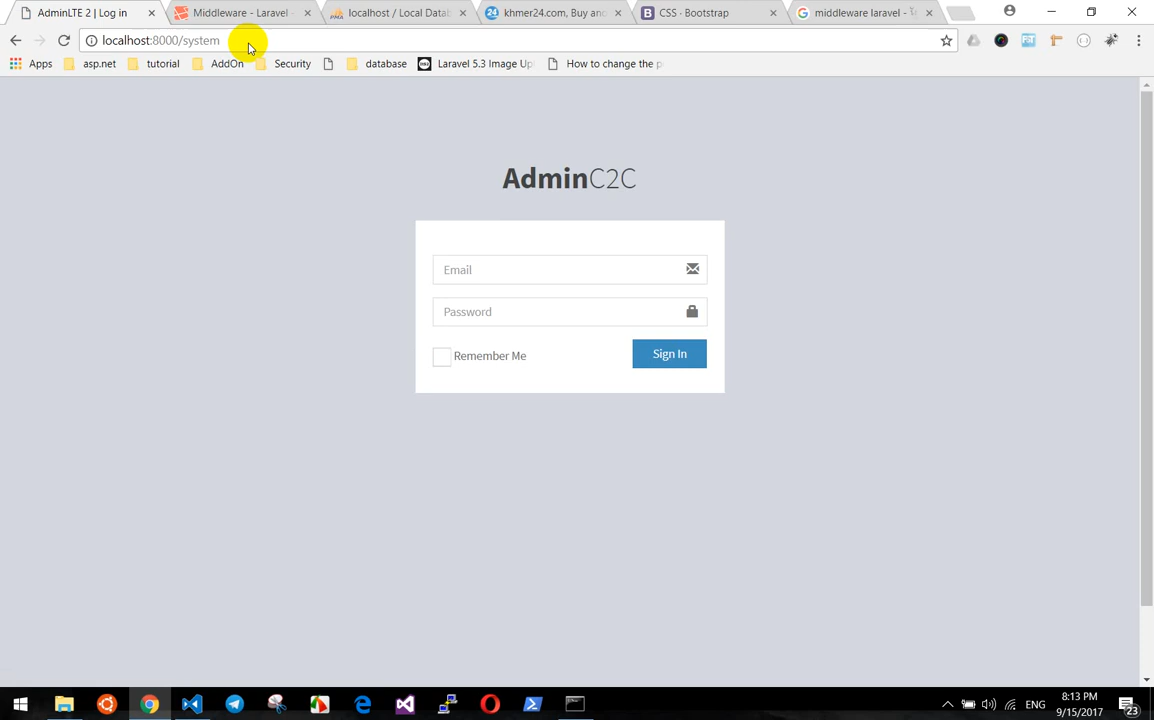 AdminLTE 2 | Log in
Middleware - Laravel -
localhost / Local Datab
khmer24.com, Buy and
CSS · Bootstrap
middleware laravel -
localhost:8000/system
Apps
asp.net
tutorial
AddOn
Security
database
Laravel 5.3 Image Up
How to change the p
AdminC2C
Email
Password
Remember Me
Sign In
ENG
8:13 PM
9/15/2017
23